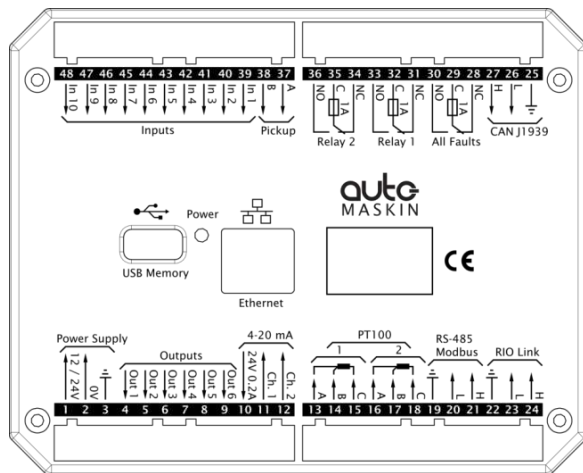 48 47 46 45 44 43 42 41 40 39 38 37
In 10 In 9 In 8 In 7 In 6 In 5 In 4 In 3 In 2 In 1 B A
Inputs Pickup
36 35 34 33 32 31 30 29 28 27 26 25
NO C NC NO C NC NO C NC H L
1A 1A 1A
Relay 2 Relay 1 All Faults CAN J1939
auto
MASKIN
Power
USB Memory
Ethernet
CE
Power Supply
12 / 24V 0V
Outputs
Out 1 Out 2 Out 3 Out 4 Out 5 Out 6
4-20 mA
24V 0.2A Ch. 1 Ch. 2
1 2 3 4 5 6 7 8 9 10 11 12
PT100
1 2
A B C A B C
RS-485
Modbus
L H
RIO Link
L H
13 14 15 16 17 18 19 20 21 22 23 24